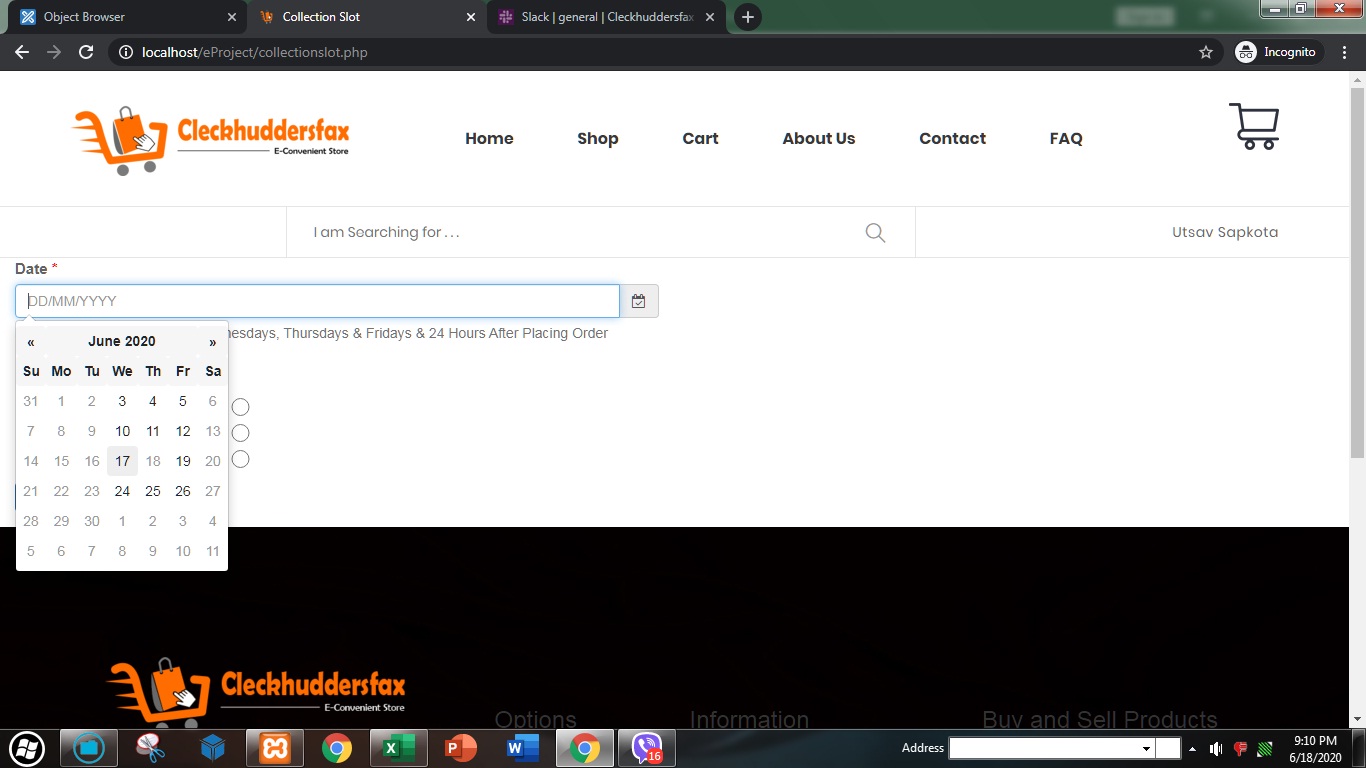 Object Browser
Collection Slot
Slack | general | Cleckhuddersfax
localhost/eProject/collectionslot.php
Incognito
Cleckhuddersfax
E-Convenient Store
Home Shop Cart About Us Contact FAQ
I am Searching for . . .
Utsav Sapkota
Date *
DD/MM/YYYY
nesdays, Thursdays & Fridays & 24 Hours After Placing Order
« June 2020 »
Su Mo Tu We Th Fr Sa
31 1 2 3 4 5 6
7 8 9 10 11 12 13
14 15 16 17 18 19 20
21 22 23 24 25 26 27
28 29 30 1 2 3 4
5 6 7 8 9 10 11
Cleckhuddersfax
E-Convenient Store
Options Information Buy and Sell Products
Address
16
9:10 PM
6/18/2020